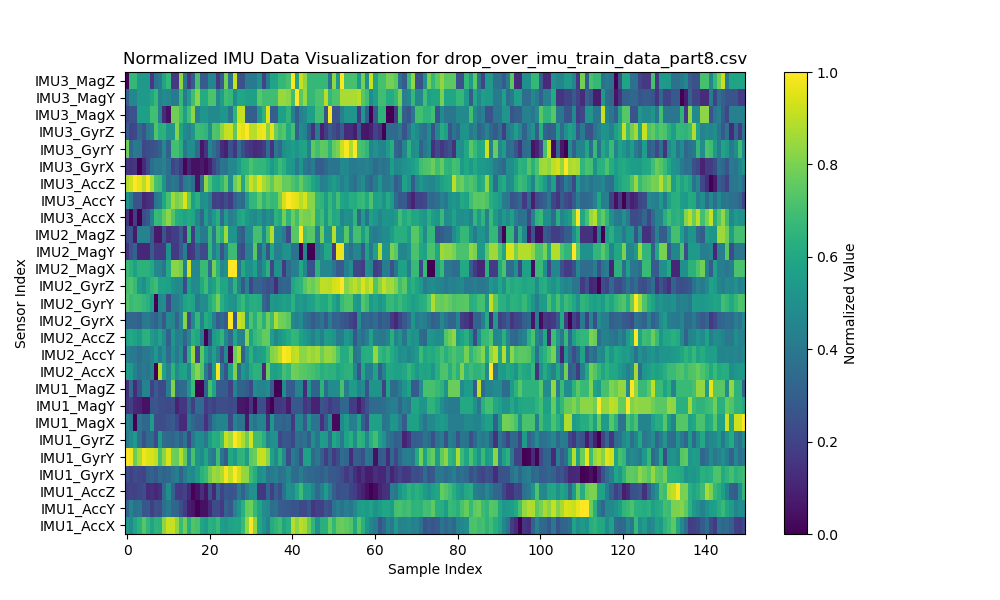 Normalized IMU Data Visualization for drop_over_imu_train_data_part8.csv
IMU3_MagZ
IMU3_MagY
IMU3_MagX
IMU3_GyrZ
IMU3_GyrY
IMU3_GyrX
IMU3_AccZ
IMU3_AccY
IMU3_AccX
IMU2_MagZ
IMU2_MagY
IMU2_MagX
IMU2_GyrZ
IMU2_GyrY
IMU2_GyrX
IMU2_AccZ
IMU2_AccY
IMU2_AccX
IMU1_MagZ
IMU1_MagY
IMU1_MagX
IMU1_GyrZ
IMU1_GyrY
IMU1_GyrX
IMU1_AccZ
IMU1_AccY
IMU1_AccX
Sensor Index
0 20 40 60 80 100 120 140
Sample Index
1.0
0.8
0.6
0.4
0.2
0.0
Normalized Value